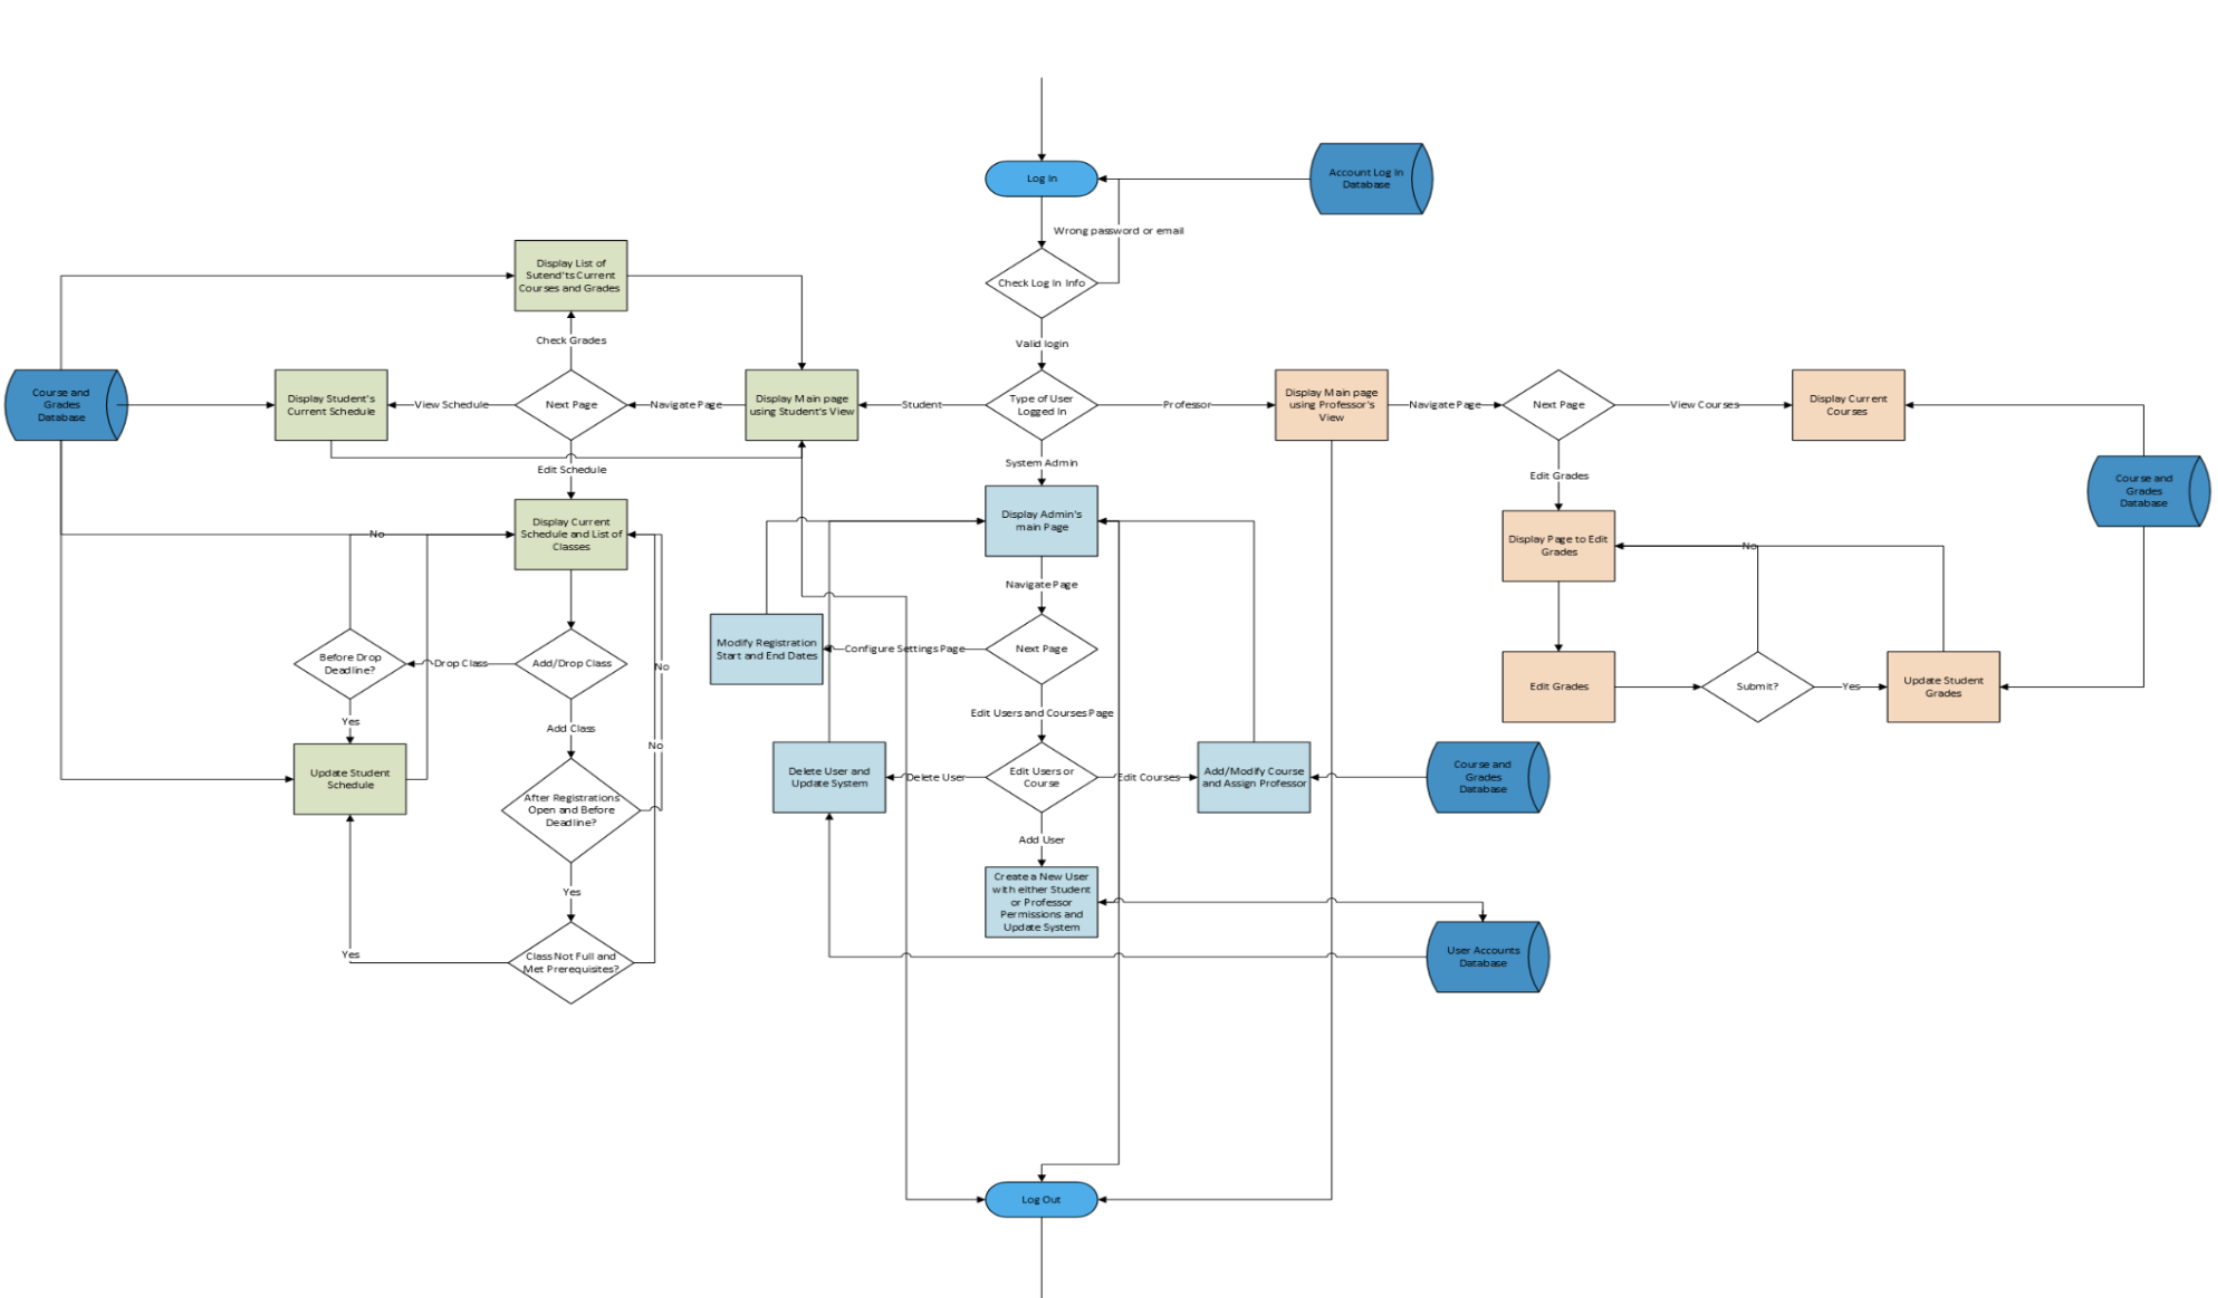 Log In
Account Log In
Database
Wrong password or email
Check Log In Info
Valid login
Display List of
Sutend'ts Current
Courses and Grades
Check Grades
Course and
Grades
Database
Display Student's
Current Schedule
View Schedule
Next Page
Navigate Page
Display Main page
using Student's View
Student
Type of User
Logged In
Professor
Display Main page
using Professor's
View
Navigate Page
Next Page
View Courses
Display Current
Courses
Edit Schedule
System Admin
Edit Grades
Course and
Grades
Database
Display Current
Schedule and List of
Classes
No
Display Admin's
main Page
Display Page to Edit
Grades
No
Navigate Page
Before Drop
Deadline?
Drop Class
Add/Drop Class
No
Modify Registration
Start and End Dates
Configure Settings Page
Next Page
Edit Grades
Submit?
Yes
Update Student
Grades
Yes
Add Class
No
Edit Users and Courses Page
Update Student
Schedule
After Registrations
Open and Before
Deadline?
Delete User and
Update System
Delete User
Edit Users or
Course
Edit Courses
Add/Modify Course
and Assign Professor
Course and
Grades
Database
Add User
Yes
Create a New User
with either Student
or Professor
Permissions and
Update System
Yes
Class Not Full and
Met Prerequisites?
User Accounts
Database
Log Out